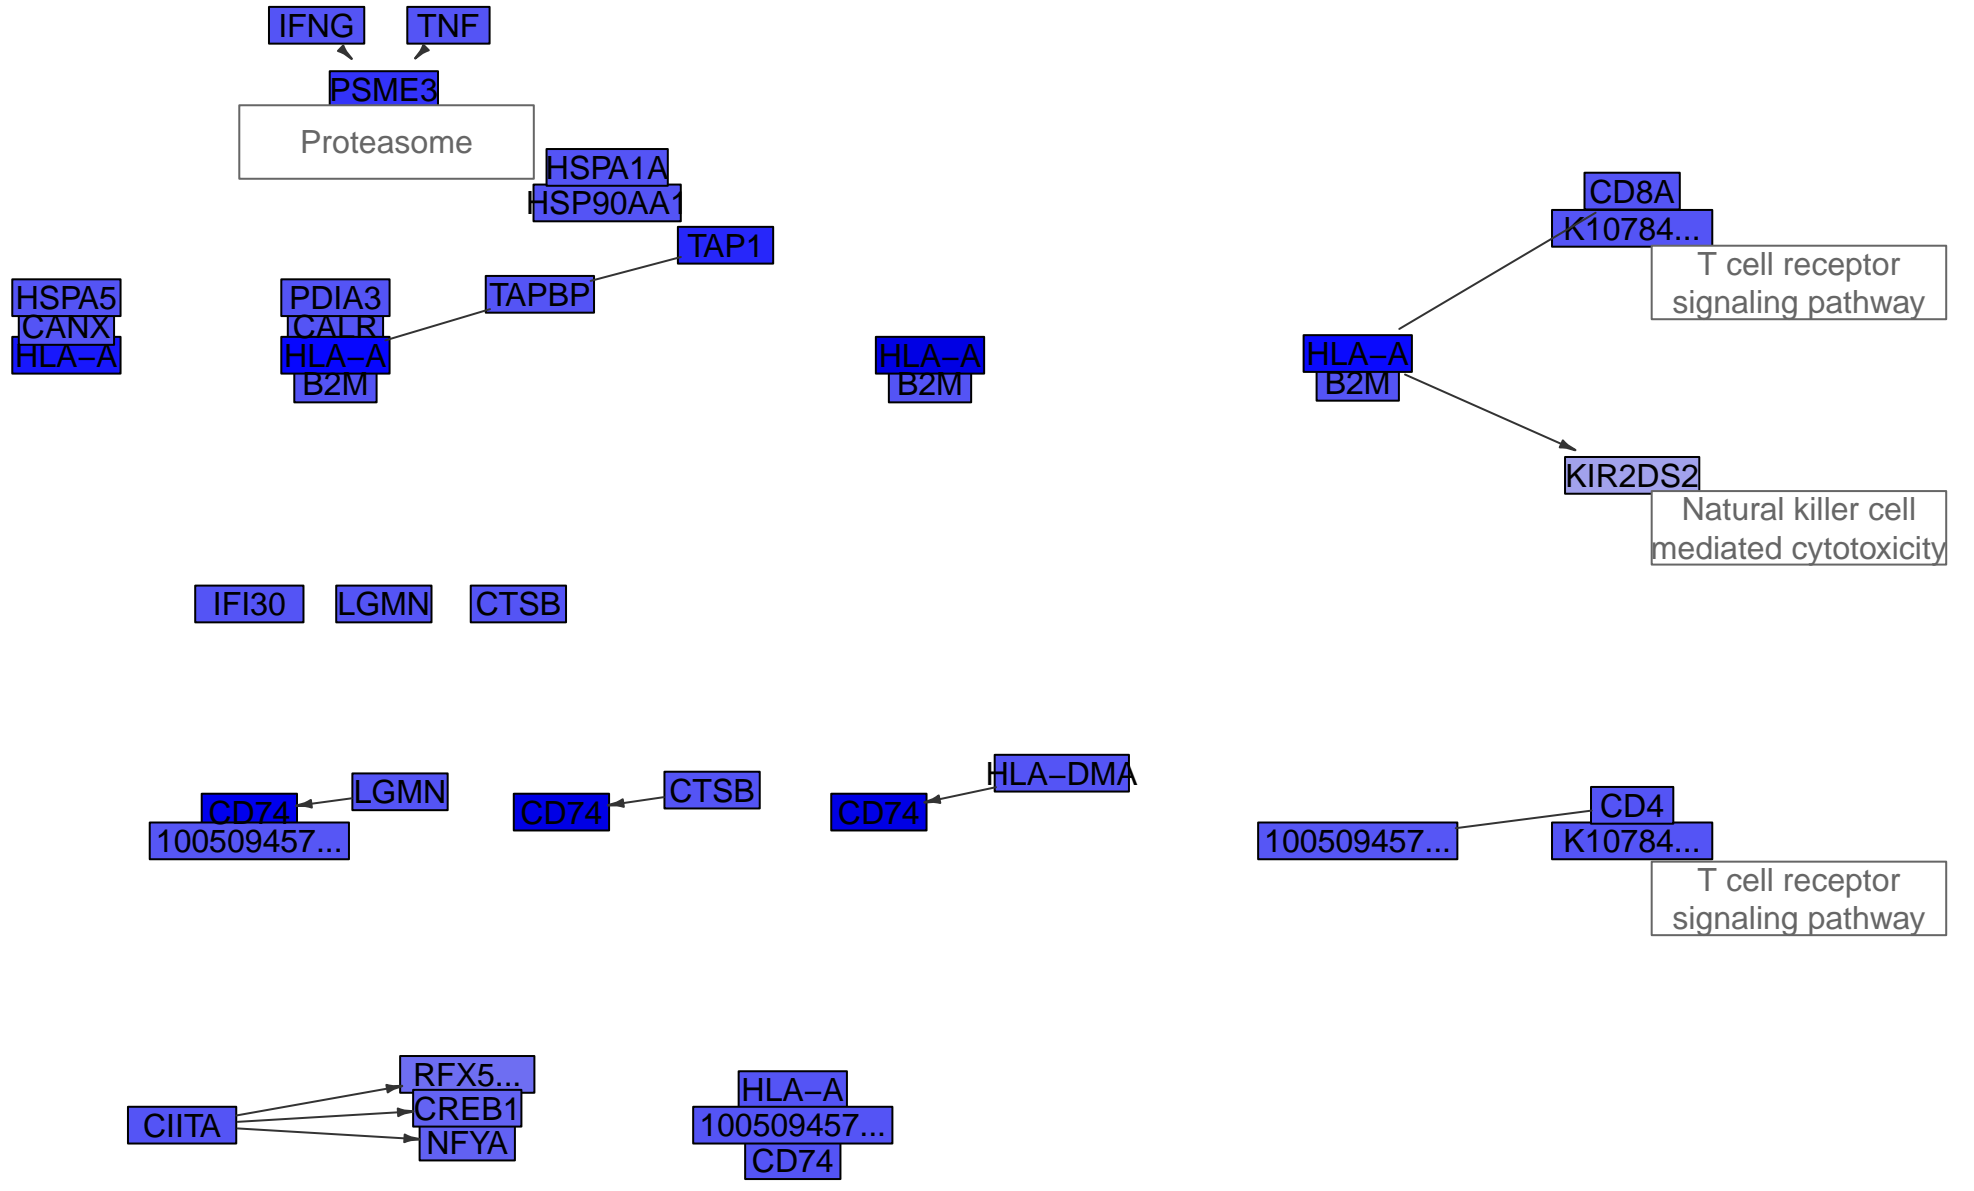 IFNG
TNF
PSME3
Proteasome
HSPA1A
HSP90AA1
TAP1
TAPBP
CD8A
K10784...
T cell receptor
signaling pathway
HSPA5
CANX
HLA−A
PDIA3
CALR
HLA−A
B2M
HLA−A
B2M
HLA−A
B2M
KIR2DS2
Natural killer cell
mediated cytotoxicity
IFI30
LGMN
CTSB
CD74
100509457...
LGMN
CD74
CTSB
CD74
HLA−DMA
100509457...
CD4
K10784...
T cell receptor
signaling pathway
CIITA
RFX5...
CREB1
NFYA
HLA−A
100509457...
CD74